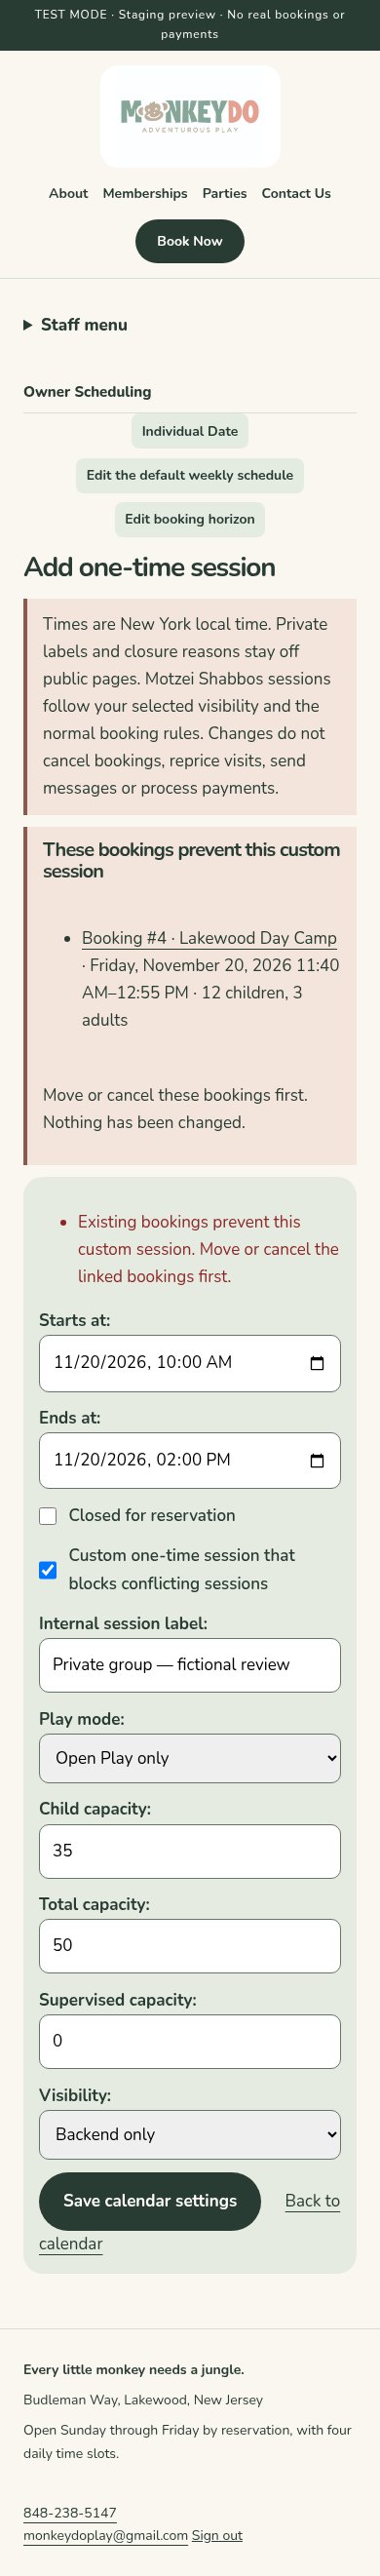 TEST MODE · Staging preview · No real bookings or
payments
MONKEYDO
ADVENTUROUS PLAY
About Memberships Parties Contact Us
Book Now
Staff menu
Owner Scheduling
Individual Date
Edit the default weekly schedule
Edit booking horizon
Add one-time session
Times are New York local time. Private
labels and closure reasons stay off
public pages. Motzei Shabbos sessions
follow your selected visibility and the
normal booking rules. Changes do not
cancel bookings, reprice visits, send
messages or process payments.
These bookings prevent this custom
session
Booking #4 · Lakewood Day Camp
· Friday, November 20, 2026 11:40
AM–12:55 PM · 12 children, 3
adults
Move or cancel these bookings first.
Nothing has been changed.
Existing bookings prevent this
custom session. Move or cancel the
linked bookings first.
Starts at:
11/20/2026, 10:00 AM
Ends at:
11/20/2026, 02:00 PM
Closed for reservation
Custom one-time session that
blocks conflicting sessions
Internal session label:
Private group — fictional review
Play mode:
Open Play only
Child capacity:
35
Total capacity:
50
Supervised capacity:
0
Visibility:
Backend only
Save calendar settings Back to
calendar
Every little monkey needs a jungle.
Budleman Way, Lakewood, New Jersey
Open Sunday through Friday by reservation, with four
daily time slots.
848-238-5147
monkeydoplay@gmail.com Sign out